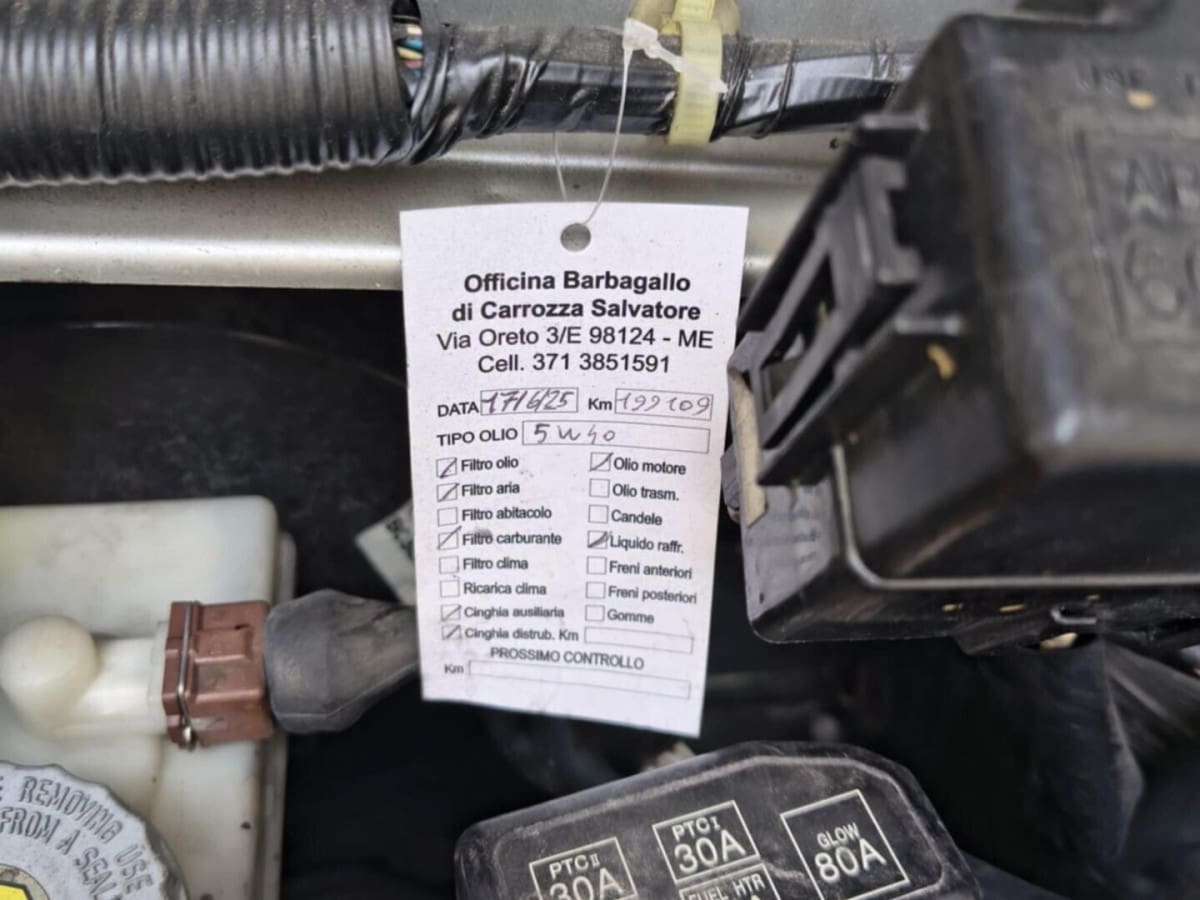 Officina Barbagallo
di Carrozza Salvatore
Via Oreto 3/E 98124 - ME
Cell. 371 3851591
DATA 17/6/25 Km 199109
TIPO OLIO 5W40
Filtro olio Olio motore
Filtro aria Olio trasm.
Filtro abitacolo Candele
Filtro carburante Liquido raffr.
Filtro clima Freni anteriori
Ricarica clima Freni posteriori
Cinghia ausiliaria Gomme
Cinghia distrub. Km
PROSSIMO CONTROLLO
Km
REMOVING USE
FROM A SEAL
PTC I
30A
GLOW
80A
PTC II
30A
FUEL HTR